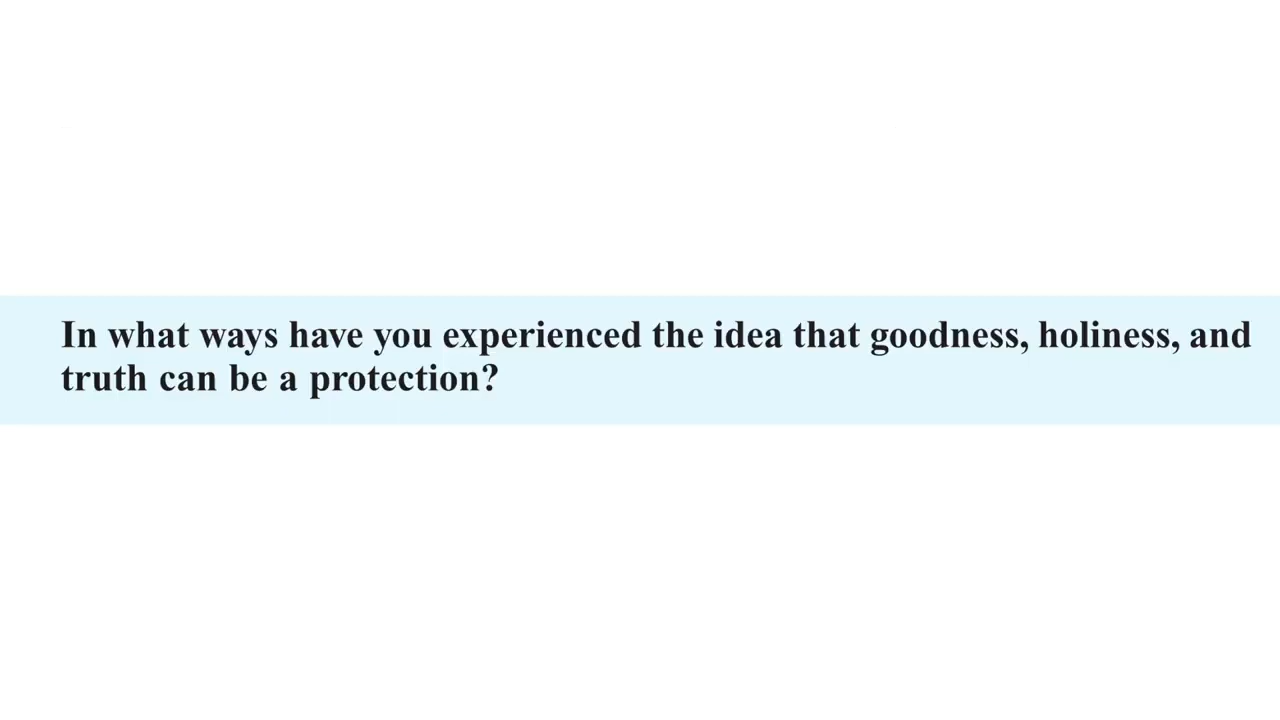 In what ways have you experienced the idea that goodness, holiness, and
truth can be a protection?